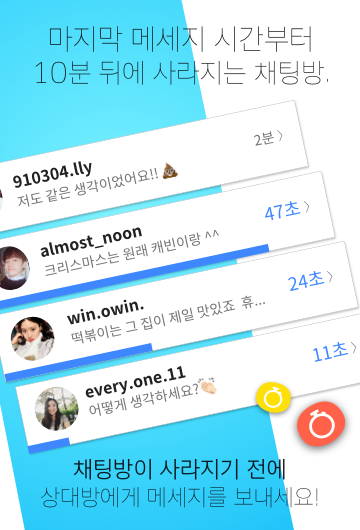 마지막 메세지 시간부터
10분 뒤에 사라지는 채팅방.
910304.lly
2분
저도 같은 생각이었어요!! 💩
almost_noon
47초
크리스마스는 원래 캐빈이랑 ^^
win.owin.
24초
떡볶이는 그 집이 제일 맛있죠 휴...
every.one.11
11초
어떻게 생각하세요?👏🏻
채팅방이 사라지기 전에
상대방에게 메세지를 보내세요!